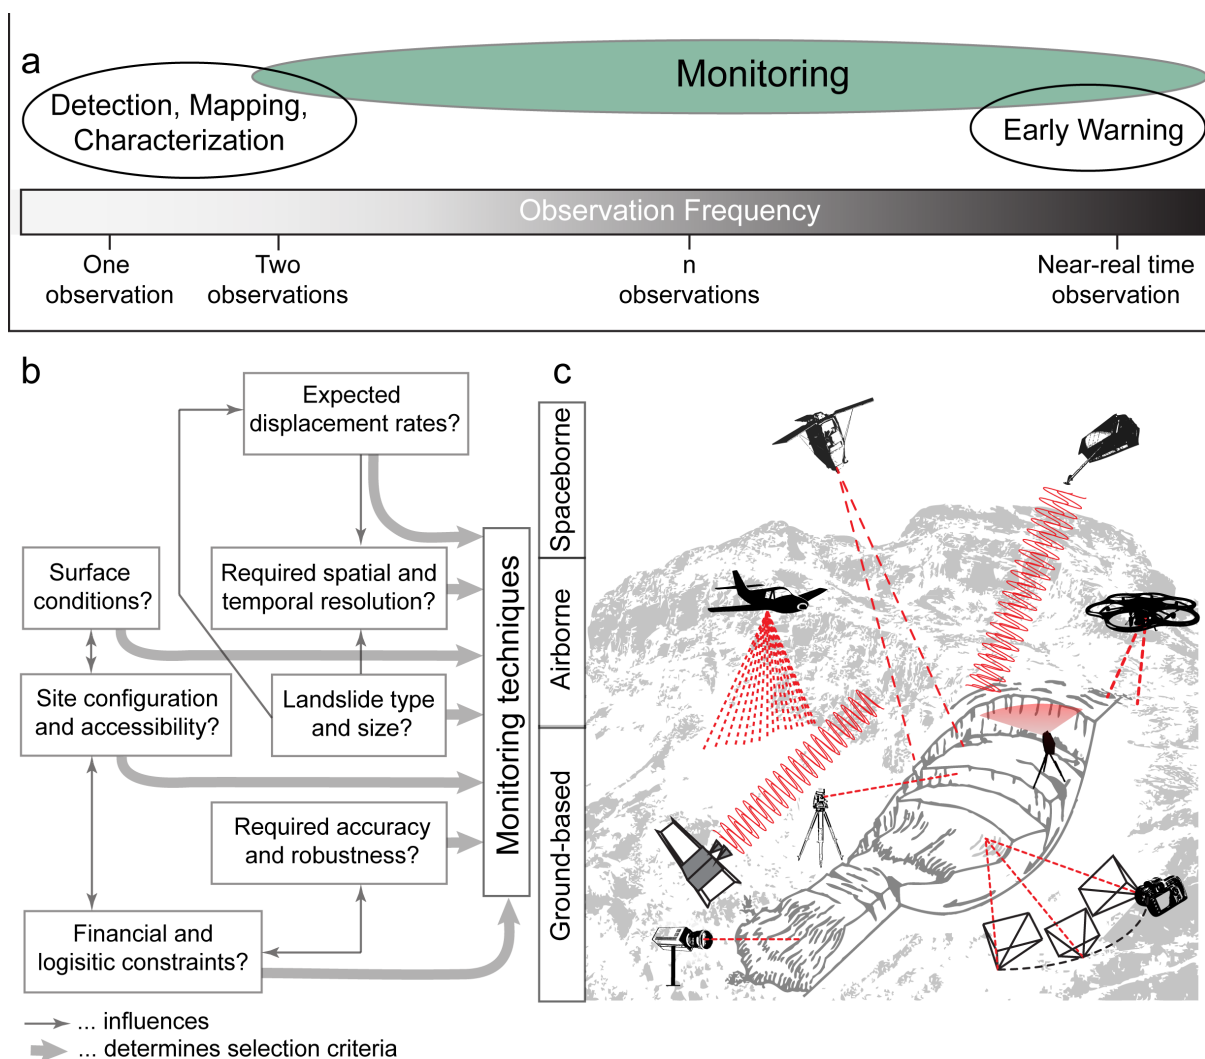 a
Monitoring
Detection, Mapping,
Characterization
Early Warning
Observation Frequency
One
observation
Two
observations
n
observations
Near-real time
observation
b
Expected
displacement rates?
Surface
conditions?
Required spatial and
temporal resolution?
Site configuration
and accessibility?
Landslide type
and size?
Required accuracy
and robustness?
Financial and
logisitic constraints?
Monitoring techniques
... influences
... determines selection criteria
c
Spaceborne
Airborne
Ground-based